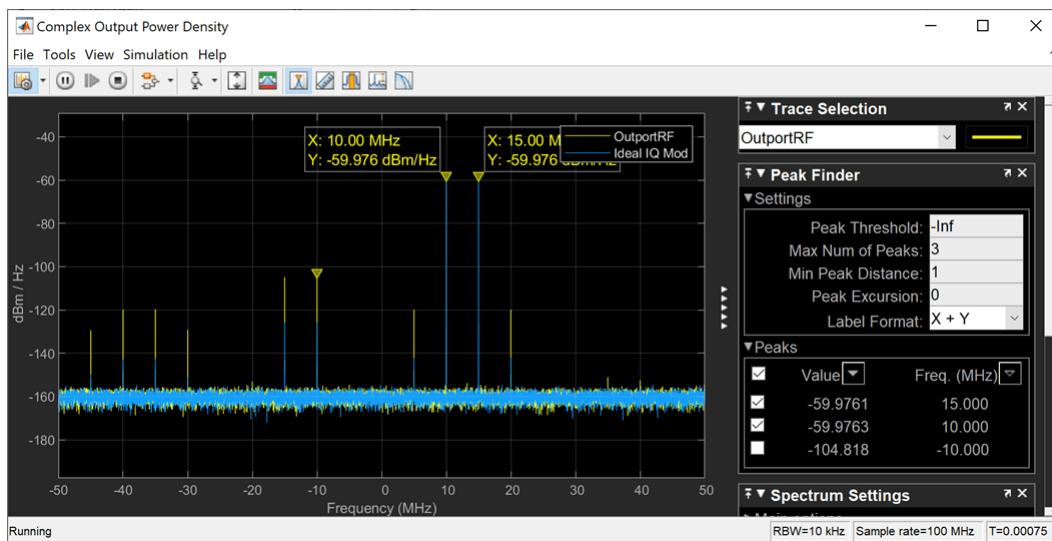 Complex Output Power Density
File Tools View Simulation Help
-40
-60
-80
-100
-120
-140
-160
-180
dBm / Hz
X: 10.00 MHz
Y: -59.976 dBm/Hz
X: 15.00 M
Y: -59.976 dBm/Hz
OutportRF
Ideal IQ Mod
-50 -40 -30 -20 -10 0 10 20 30 40 50
Frequency (MHz)
Trace Selection
OutportRF
Peak Finder
Settings
Peak Threshold: -Inf
Max Num of Peaks: 3
Min Peak Distance: 1
Peak Excursion: 0
Label Format: X + Y
Peaks
Value Freq. (MHz)
-59.9761 15.000
-59.9763 10.000
-104.818 -10.000
Spectrum Settings
Running
RBW=10 kHz Sample rate=100 MHz T=0.00075